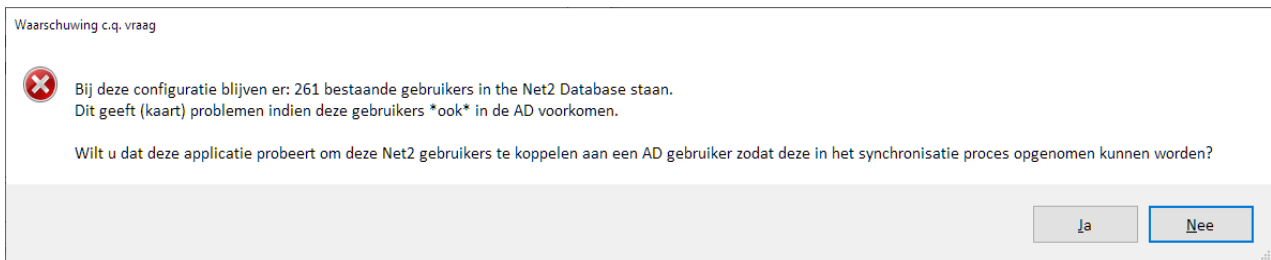 Waarschuwing c.q. vraag
Bij deze configuratie blijven er: 261 bestaande gebruikers in the Net2 Database staan.
Dit geeft (kaart) problemen indien deze gebruikers *ook* in de AD voorkomen.
Wilt u dat deze applicatie probeert om deze Net2 gebruikers te koppelen aan een AD gebruiker zodat deze in het synchronisatie proces opgenomen kunnen worden?
Ja
Nee